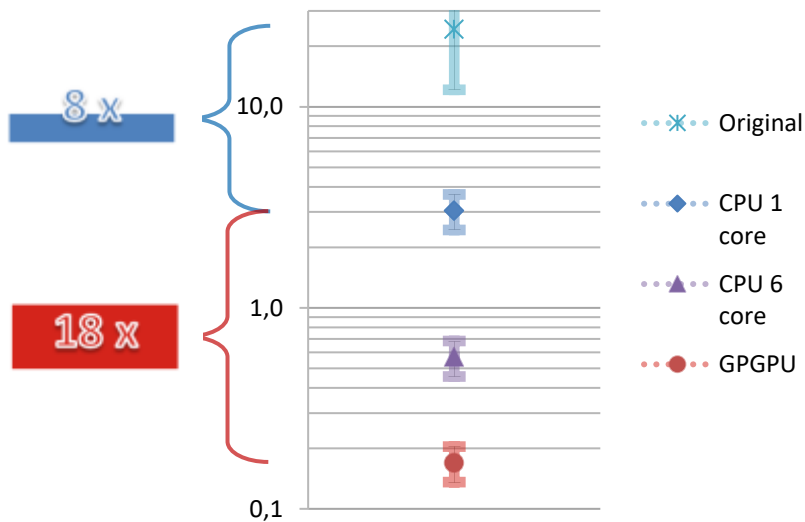 8 x
18 x
10,0
1,0
0,1
Original
CPU 1
core
CPU 6
core
GPGPU